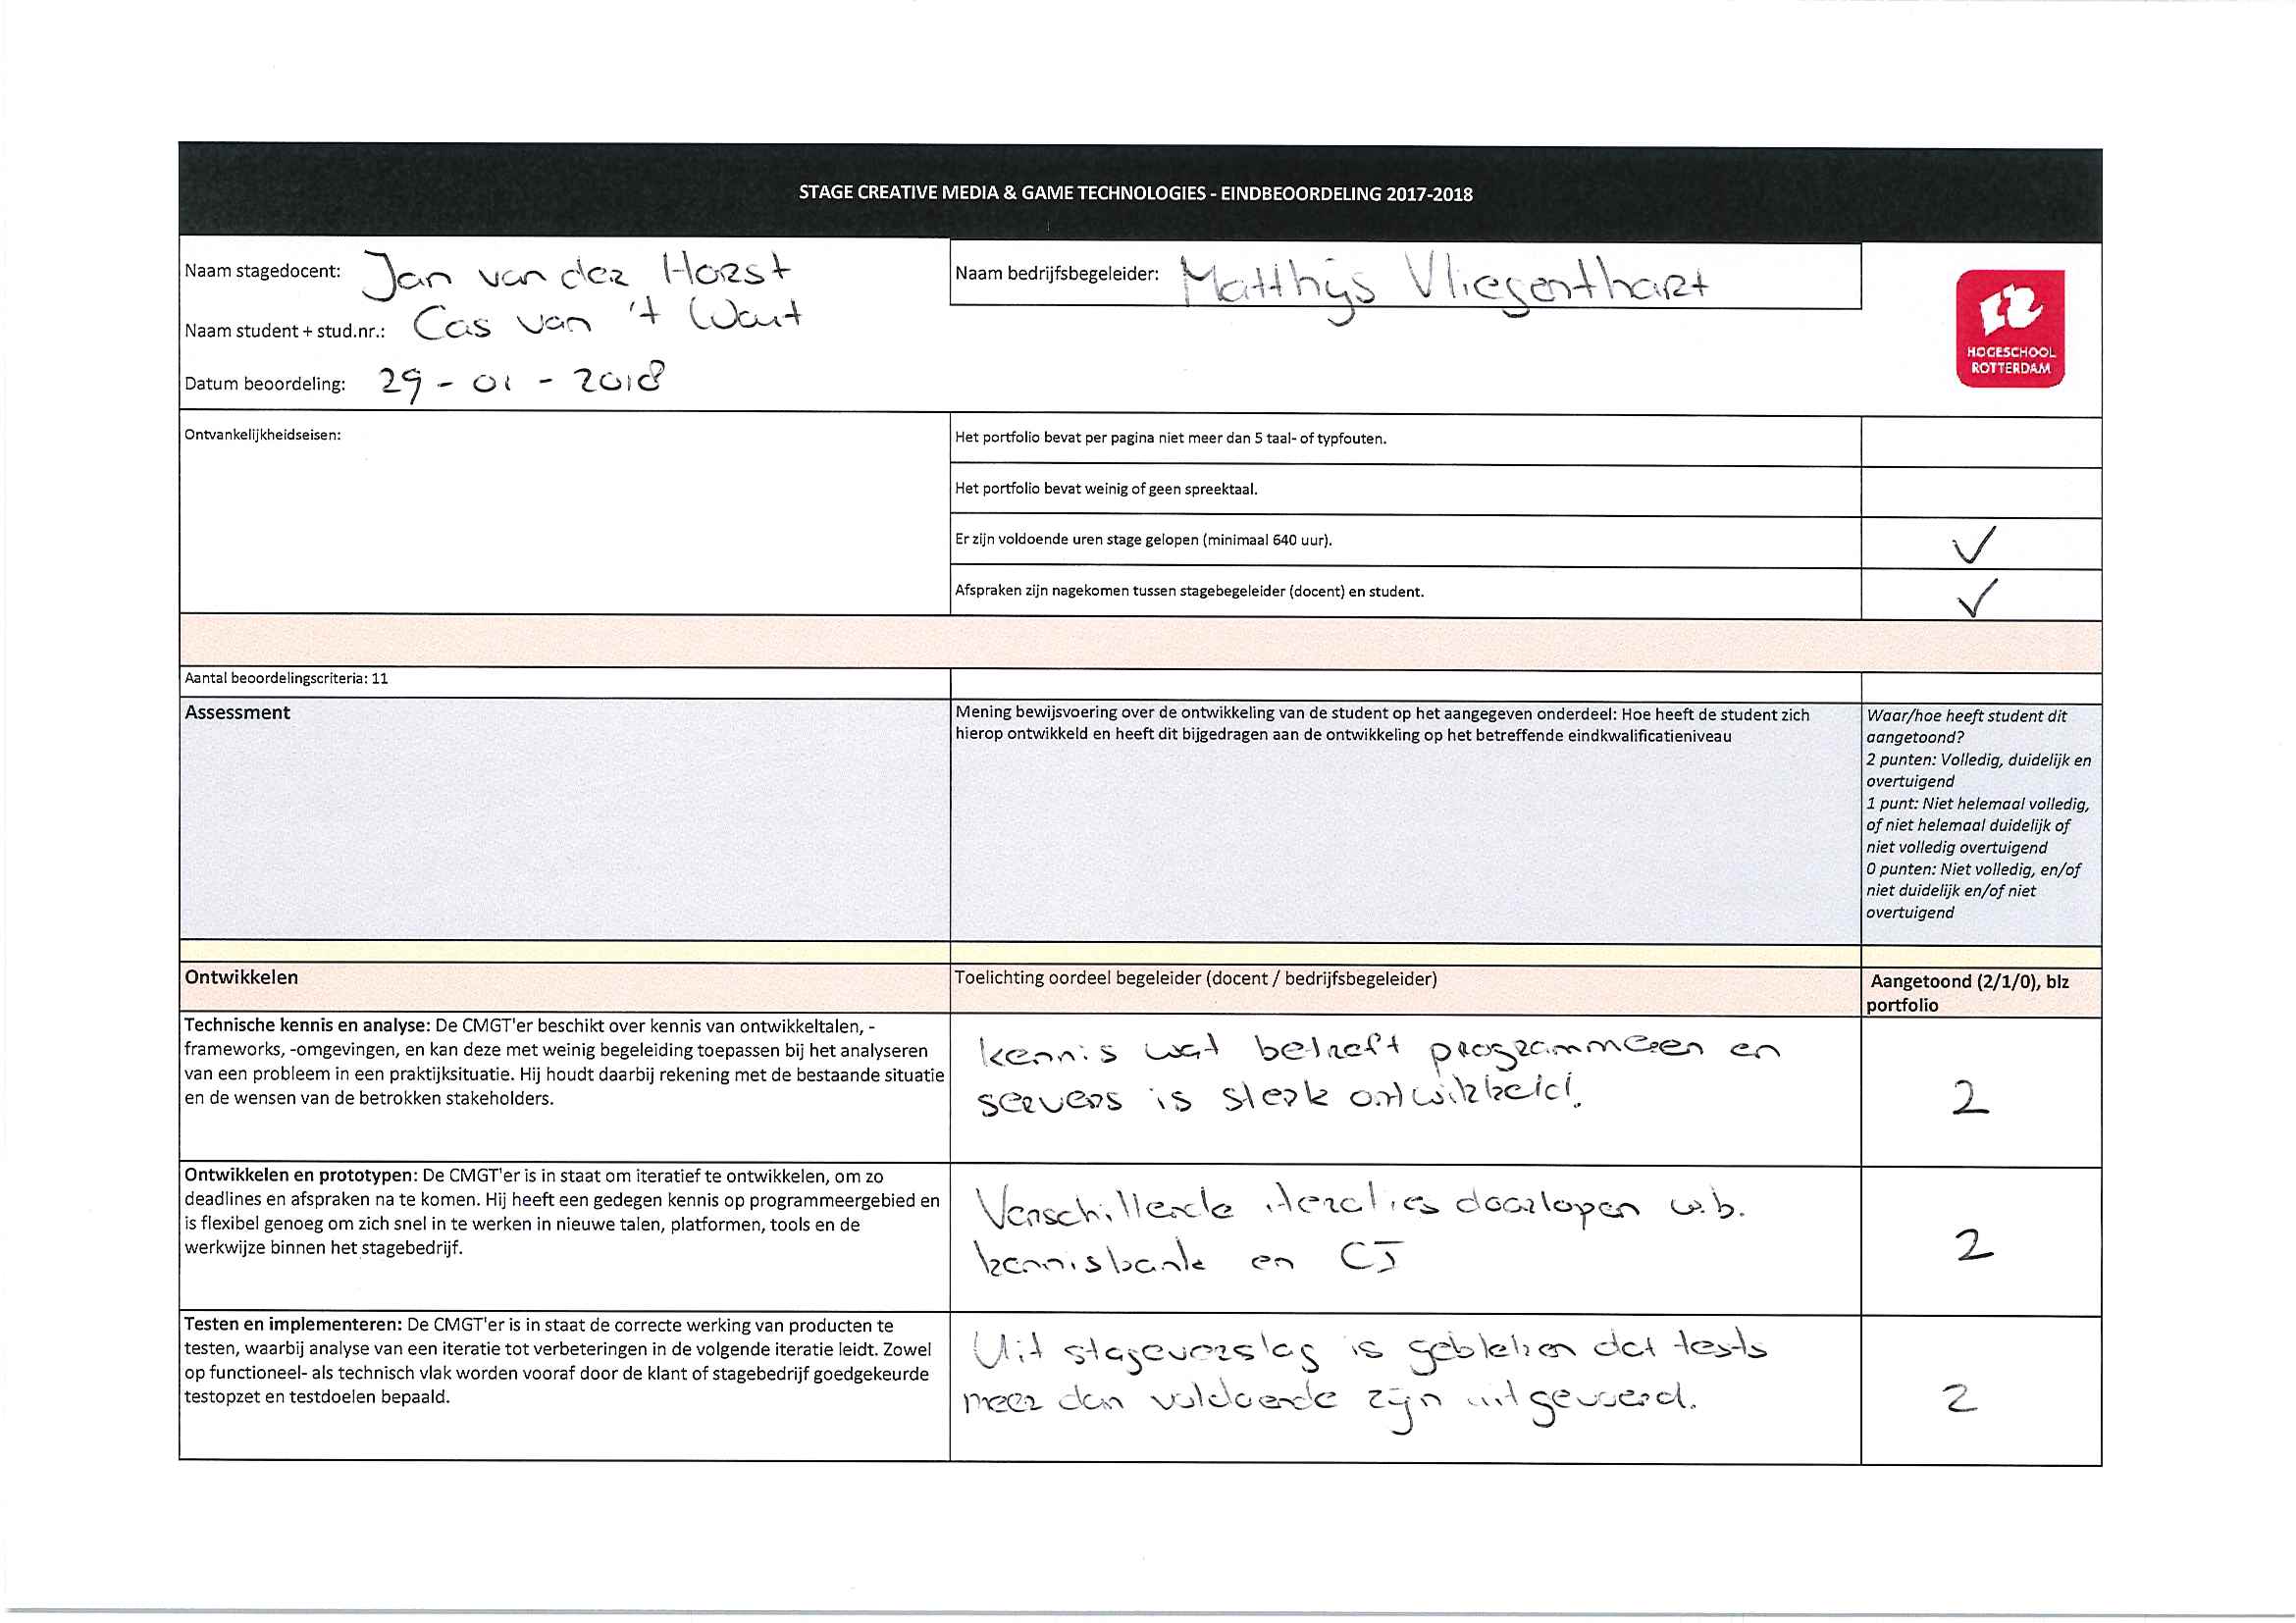 STAGE CREATIVE MEDIA & GAME TECHNOLOGIES - EINDBEOORDELING 2017-2018
Naam stagedocent: Jan van der Horst
Naam bedrijfsbegeleider: Matthijs Vliegenthart
Naam student + stud.nr.: Cas van 't Wout
Datum beoordeling: 29 - 01 - 2018
HOGESCHOOL
ROTTERDAM
Ontvankelijkheidseisen:
Het portfolio bevat per pagina niet meer dan 5 taal- of typfouten.
Het portfolio bevat weinig of geen spreektaal.
Er zijn voldoende uren stage gelopen (minimaal 640 uur). ✓
Afspraken zijn nagekomen tussen stagebegeleider (docent) en student. ✓
Aantal beoordelingscriteria: 11
Assessment
Mening bewijsvoering over de ontwikkeling van de student op het aangegeven onderdeel: Hoe heeft de student zich
hierop ontwikkeld en heeft dit bijgedragen aan de ontwikkeling op het betreffende eindkwalificatieniveau
Waar/hoe heeft student dit
aangetoond?
2 punten: Volledig, duidelijk en
overtuigend
1 punt: Niet helemaal volledig,
of niet helemaal duidelijk of
niet volledig overtuigend
0 punten: Niet volledig, en/of
niet duidelijk en/of niet
overtuigend
Ontwikkelen
Toelichting oordeel begeleider (docent / bedrijfsbegeleider)
Aangetoond (2/1/0), blz
portfolio
Technische kennis en analyse: De CMGT'er beschikt over kennis van ontwikkeltalen, -
frameworks, -omgevingen, en kan deze met weinig begeleiding toepassen bij het analyseren
van een probleem in een praktijksituatie. Hij houdt daarbij rekening met de bestaande situatie
en de wensen van de betrokken stakeholders.
kennis wat betreft programmeren en
servers is sterk ontwikkeld.
2
Ontwikkelen en prototypen: De CMGT'er is in staat om iteratief te ontwikkelen, om zo
deadlines en afspraken na te komen. Hij heeft een gedegen kennis op programmeergebied en
is flexibel genoeg om zich snel in te werken in nieuwe talen, platformen, tools en de
werkwijze binnen het stagebedrijf.
Verschillende iteraties doorlopen w.b.
kennisbank en CJ
2
Testen en implementeren: De CMGT'er is in staat de correcte werking van producten te
testen, waarbij analyse van een iteratie tot verbeteringen in de volgende iteratie leidt. Zowel
op functioneel- als technisch vlak worden vooraf door de klant of stagebedrijf goedgekeurde
testopzet en testdoelen bepaald.
Uit stageverslag is gebleken dat tests
meer dan voldoende zijn uitgevoerd.
2